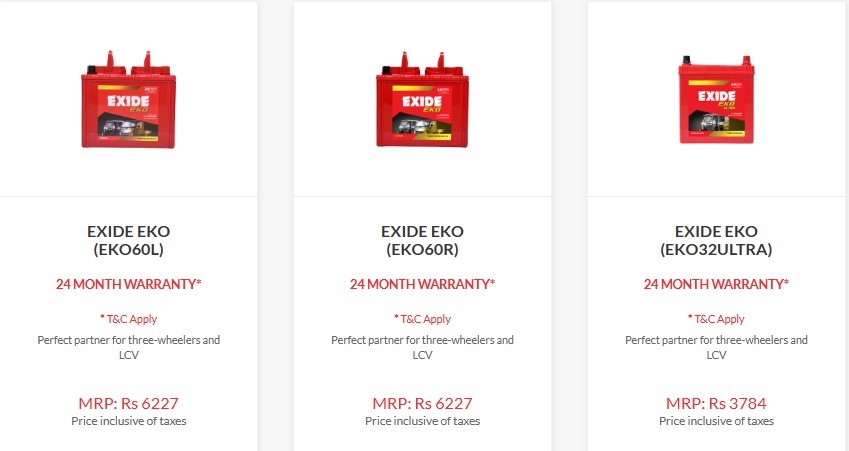 EXIDE
EKO
EXIDE
EKO
EXIDE
EKO
EXIDE EKO
(EKO60L)
24 MONTH WARRANTY*
* T&C Apply
Perfect partner for three-wheelers and
LCV
MRP: Rs 6227
Price inclusive of taxes
EXIDE EKO
(EKO60R)
24 MONTH WARRANTY*
* T&C Apply
Perfect partner for three-wheelers and
LCV
MRP: Rs 6227
Price inclusive of taxes
EXIDE EKO
(EKO32ULTRA)
24 MONTH WARRANTY*
* T&C Apply
Perfect partner for three-wheelers and
LCV
MRP: Rs 3784
Price inclusive of taxes